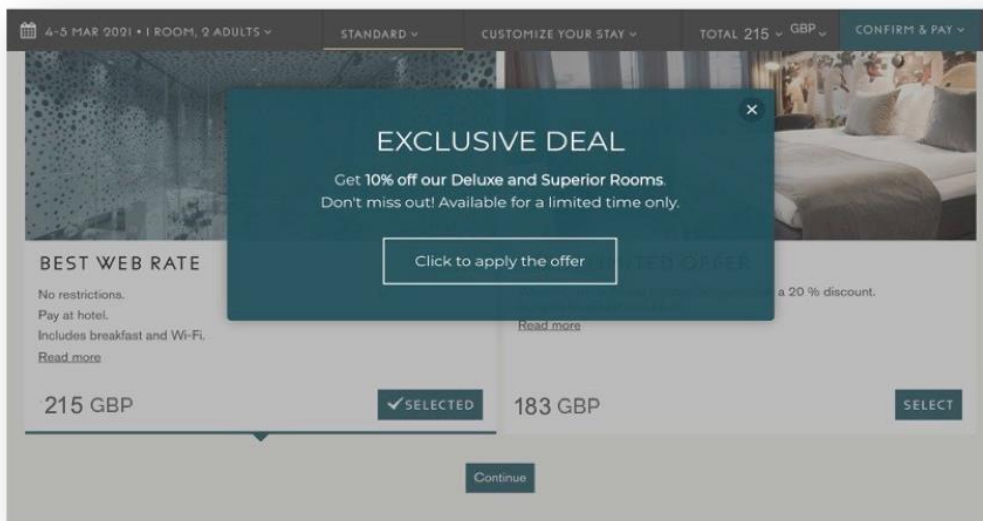 4-5 MAR 2021 • 1 ROOM, 2 ADULTS
STANDARD
CUSTOMIZE YOUR STAY
TOTAL 215 GBP
CONFIRM & PAY
EXCLUSIVE DEAL
Get 10% off our Deluxe and Superior Rooms.
Don't miss out! Available for a limited time only.
Click to apply the offer
BEST WEB RATE
No restrictions.
Pay at hotel.
Includes breakfast and Wi-Fi.
Read more
215 GBP
✓SELECTED
OFFER
a 20 % discount.
Read more
183 GBP
SELECT
Continue